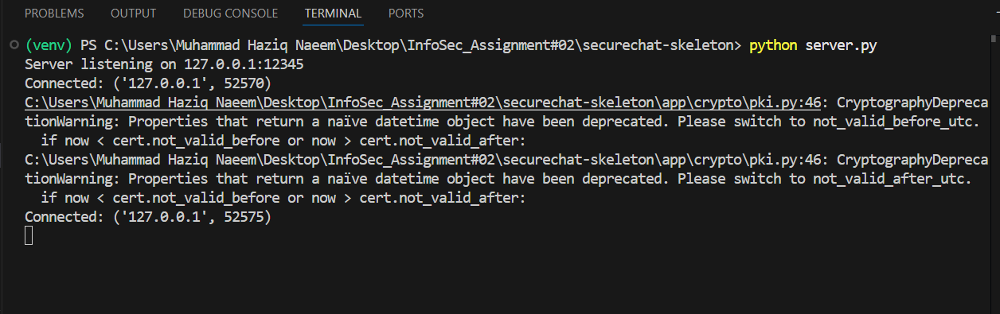 PROBLEMS OUTPUT DEBUG CONSOLE TERMINAL PORTS
(venv) PS C:\Users\Muhammad Haziq Naeem\Desktop\InfoSec_Assignment#02\securechat-skeleton> python server.py
Server listening on 127.0.0.1:12345
Connected: ('127.0.0.1', 52570)
C:\Users\Muhammad Haziq Naeem\Desktop\InfoSec_Assignment#02\securechat-skeleton\app\crypto\pki.py:46: CryptographyDepreca
tionWarning: Properties that return a naïve datetime object have been deprecated. Please switch to not_valid_before_utc.
  if now < cert.not_valid_before or now > cert.not_valid_after:
C:\Users\Muhammad Haziq Naeem\Desktop\InfoSec_Assignment#02\securechat-skeleton\app\crypto\pki.py:46: CryptographyDepreca
tionWarning: Properties that return a naïve datetime object have been deprecated. Please switch to not_valid_after_utc.
  if now < cert.not_valid_before or now > cert.not_valid_after:
Connected: ('127.0.0.1', 52575)